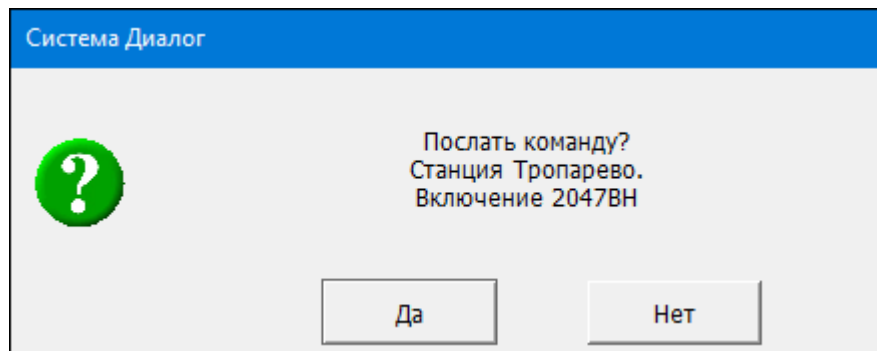 Система Диалог
?
Послать команду?
Станция Тропарево.
Включение 2047ВН
Да
Нет